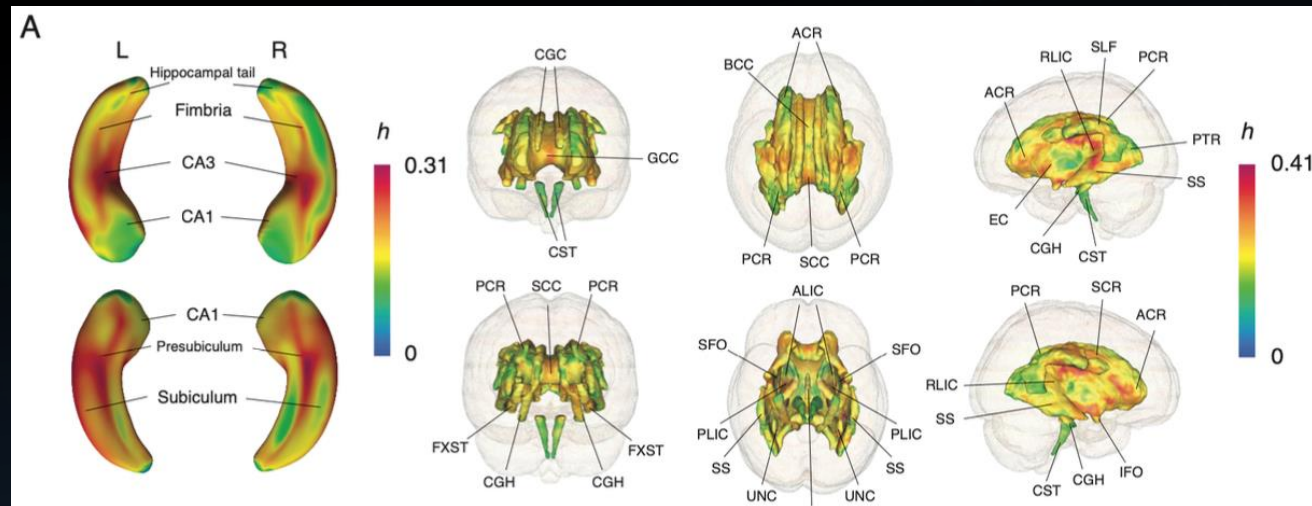 A
L R
Hippocampal tail
Fimbria
CA3
CA1
CA1
Presubiculum
Subiculum
h
0.31
0
CGC
GCC
CST
ACR
BCC
PCR SCC PCR
RLIC SLF PCR
ACR
PTR
SS
EC
CGH
CST
PCR SCC PCR
FXST FXST
CGH CGH
ALIC
SFO SFO
PLIC PLIC
SS SS
UNC UNC
PCR SCR
ACR
RLIC
SS
IFO
CST CGH
h
0.41
0